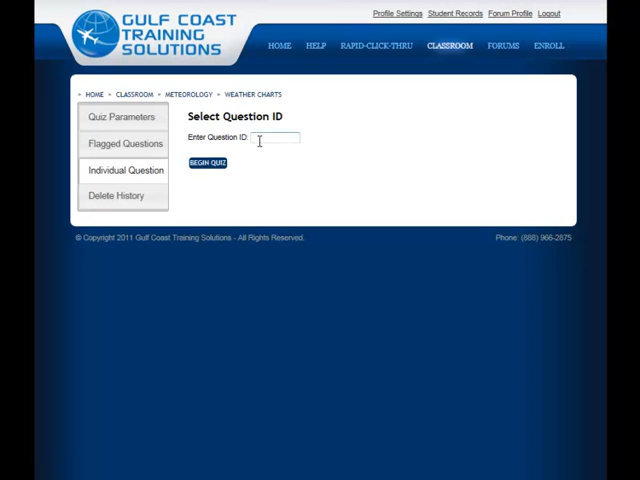 Profile Settings Student Records Forum Profile Logout
GULF COAST
TRAINING
SOLUTIONS
HOME HELP RAPID-CLICK-THRU CLASSROOM FORUMS ENROLL
HOME CLASSROOM METEOROLOGY WEATHER CHARTS
Quiz Parameters
Flagged Questions
Individual Question
Delete History
Select Question ID
Enter Question ID:
BEGIN QUIZ
© Copyright 2011 Gulf Coast Training Solutions - All Rights Reserved. Phone: (888) 966-2875